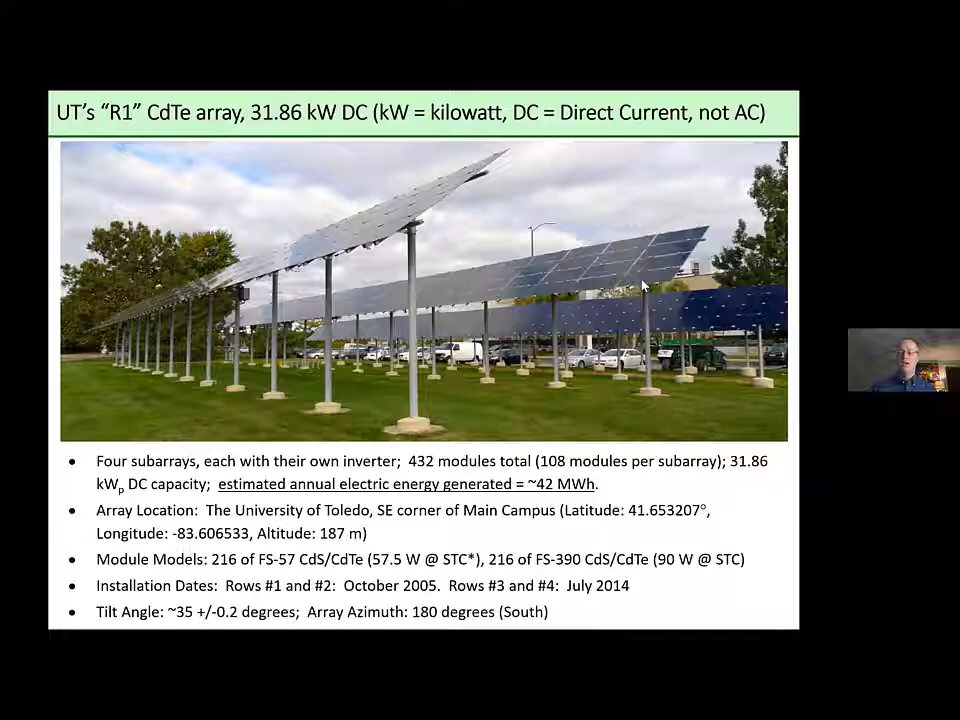 UT's “R1” CdTe array, 31.86 kW DC (kW = kilowatt, DC = Direct Current, not AC)
• Four subarrays, each with their own inverter; 432 modules total (108 modules per subarray); 31.86
kWp DC capacity; estimated annual electric energy generated = ~42 MWh.
• Array Location: The University of Toledo, SE corner of Main Campus (Latitude: 41.653207°,
Longitude: -83.606533, Altitude: 187 m)
• Module Models: 216 of FS-57 CdS/CdTe (57.5 W @ STC*), 216 of FS-390 CdS/CdTe (90 W @ STC)
• Installation Dates: Rows #1 and #2: October 2005. Rows #3 and #4: July 2014
• Tilt Angle: ~35 +/-0.2 degrees; Array Azimuth: 180 degrees (South)